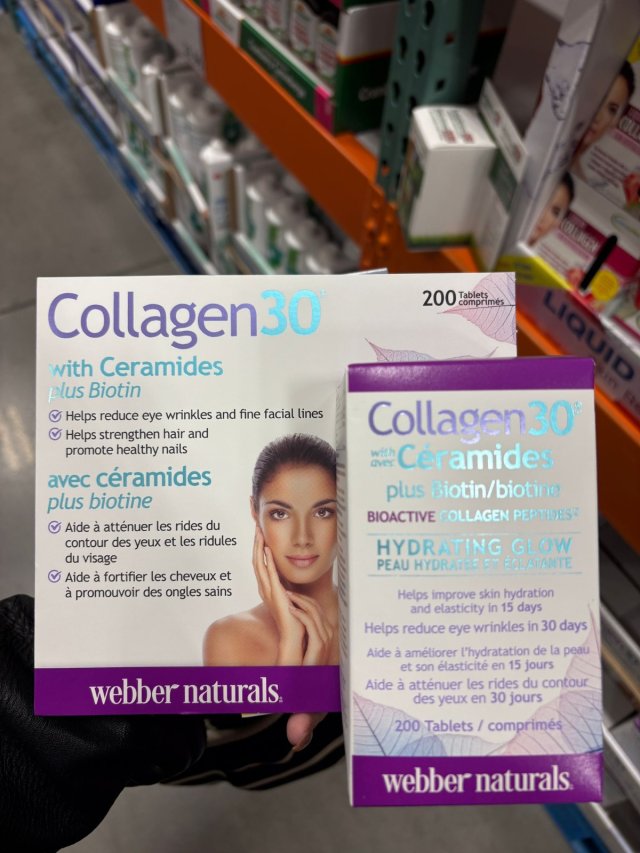 Collagen30®
200 Tablets
comprimés
with Ceramides
plus Biotin
Helps reduce eye wrinkles and fine facial lines
Helps strengthen hair and
promote healthy nails
avec céramides
plus biotine
Aide à atténuer les rides du
contour des yeux et les ridules
du visage
Aide à fortifier les cheveux et
à promouvoir des ongles sains
webber naturals®
Collagen30®
with
avec Céramides
plus Biotin/biotine
BIOACTIVE COLLAGEN PEPTIDES
HYDRATING GLOW
PEAU HYDRATÉE ET ÉCLATANTE
Helps improve skin hydration
and elasticity in 15 days
Helps reduce eye wrinkles in 30 days
Aide à améliorer l'hydratation de la peau
et son élasticité en 15 jours
Aide à atténuer les rides du contour
des yeux en 30 jours
200 Tablets / comprimés
webber naturals®
LIQUID